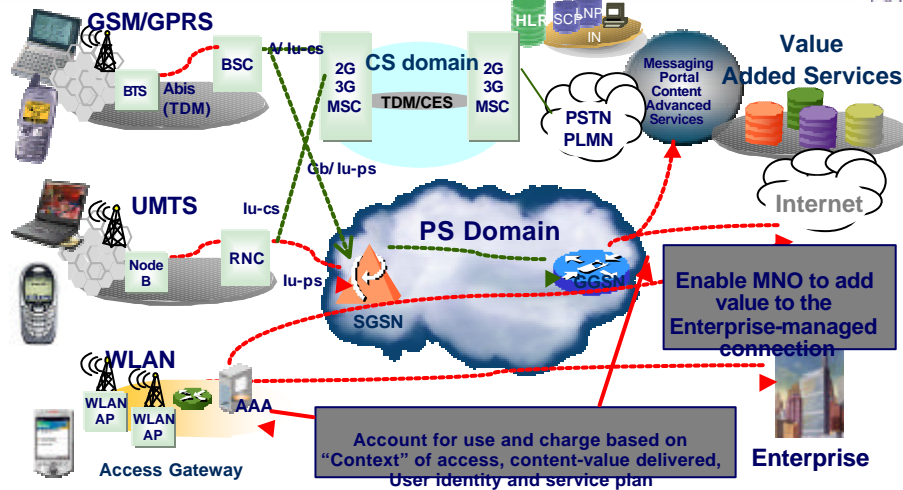 GSM/GPRS
BTS
Abis
(TDM)
BSC
A/ Iu-cs
2G
3G
MSC
CS domain
TDM/CES
2G
3G
MSC
HLR
SCP
LNP
IN
PSTN
PLMN
Messaging
Portal
Content
Advanced
Services
Value
Added Services
Internet
Gb/ Iu-ps
UMTS
Node
B
RNC
Iu-cs
Iu-ps
PS Domain
SGSN
GGSN
Enable MNO to add
value to the
Enterprise-managed
connection
WLAN
WLAN
AP
WLAN
AP
AAA
Access Gateway
Account for use and charge based on
“Context” of access, content-value delivered,
User identity and service plan
Enterprise